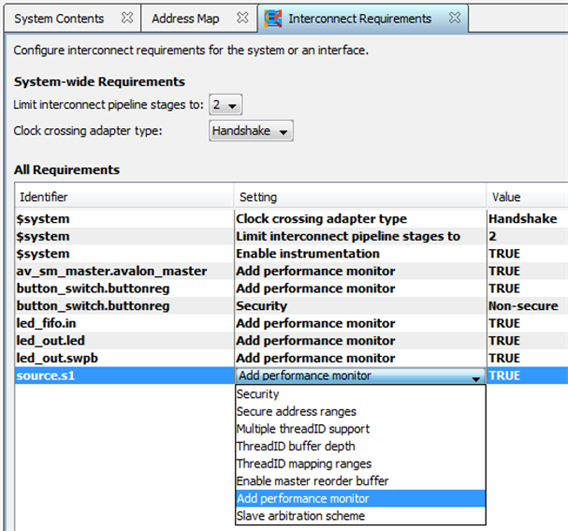 System Contents Address Map Interconnect Requirements
Configure interconnect requirements for the system or an interface.
System-wide Requirements
Limit interconnect pipeline stages to: 2
Clock crossing adapter type: Handshake
All Requirements
Identifier Setting Value
$system Clock crossing adapter type Handshake
$system Limit interconnect pipeline stages to 2
$system Enable instrumentation TRUE
av_sm_master.avalon_master Add performance monitor TRUE
button_switch.buttonreg Add performance monitor TRUE
button_switch.buttonreg Security Non-secure
led_fifo.in Add performance monitor TRUE
led_out.led Add performance monitor TRUE
led_out.swpb Add performance monitor TRUE
source.s1 Add performance monitor TRUE
Security
Secure address ranges
Multiple threadID support
ThreadID buffer depth
ThreadID mapping ranges
Enable master reorder buffer
Add performance monitor
Slave arbitration scheme